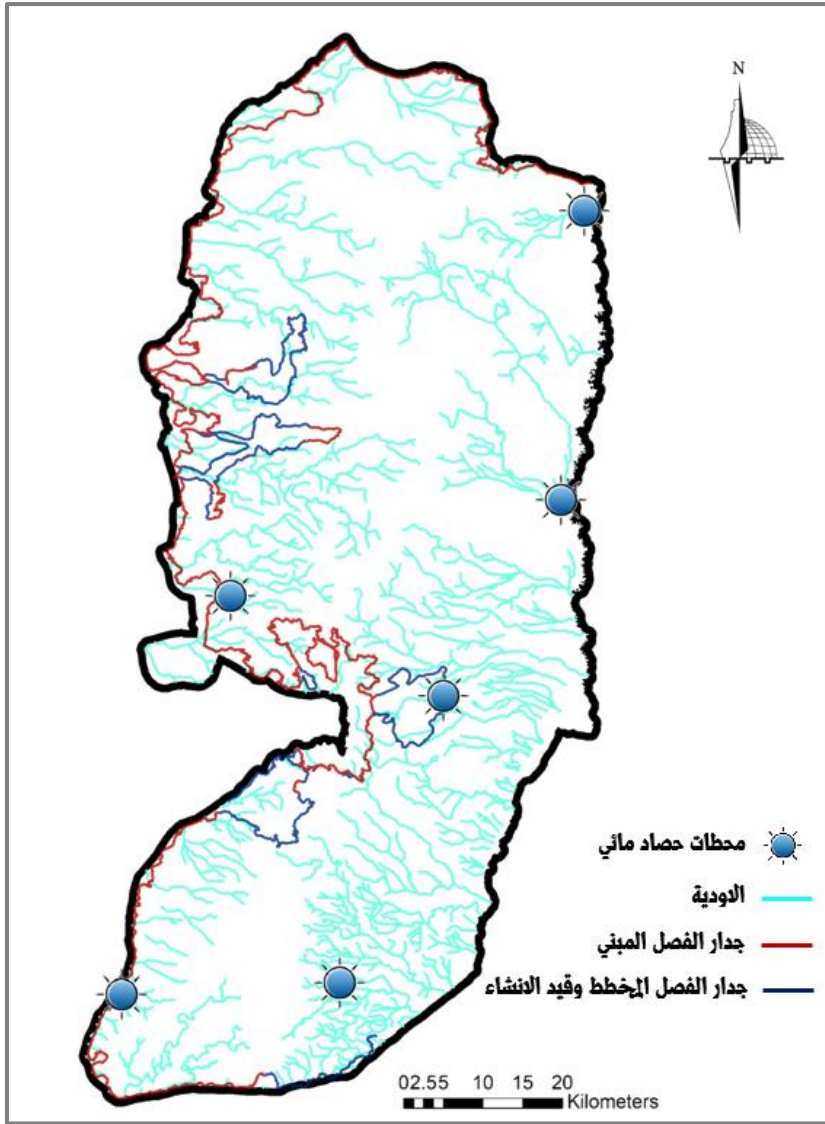 N
محطات حصاد مائي
الاودية
جدار الفصل المبني
جدار الفصل المخطط وقيد الانشاء
02.55 10 15 20
Kilometers